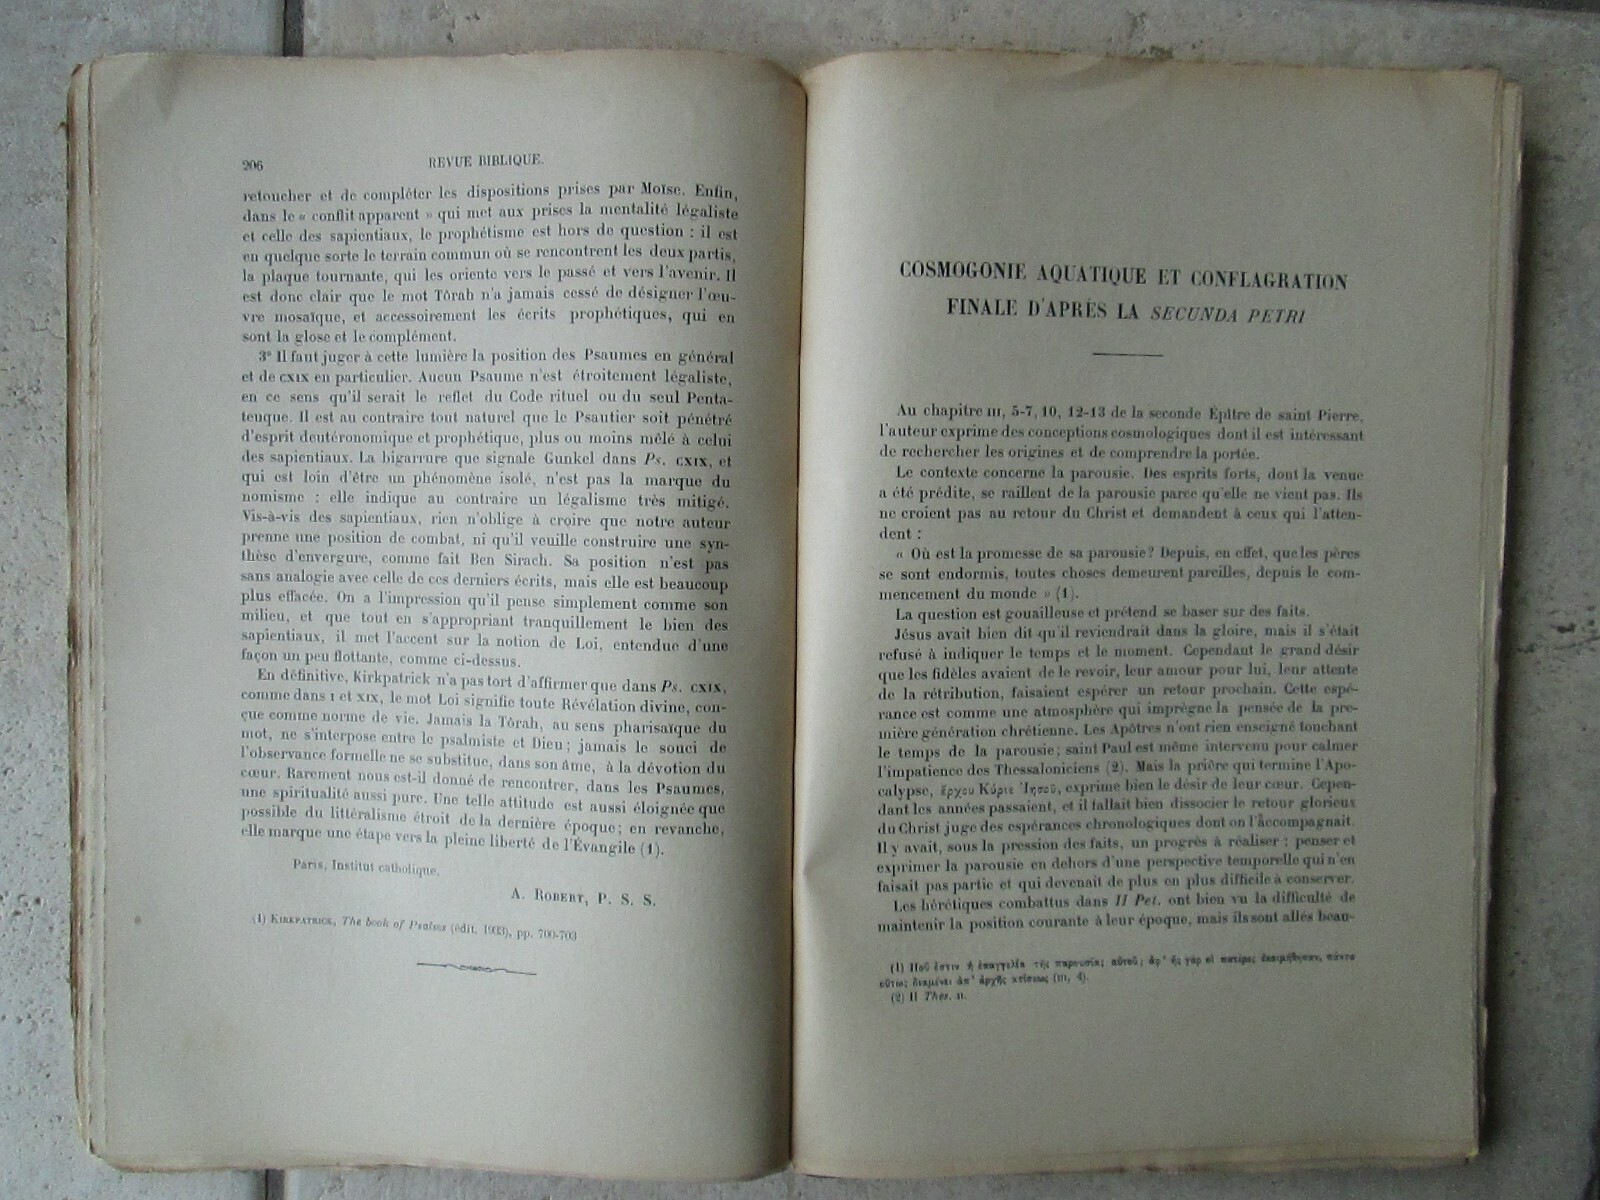 206
REVUE BIBLIQUE.
retoucher et de compléter les dispositions prises par Moïse. Enfin,
dans le « conflit apparent » qui met aux prises la mentalité légaliste
et celle des sapientiaux, le prophétisme est hors de question : il est
en quelque sorte le terrain commun où se rencontrent les deux partis,
la plaque tournante, qui les oriente vers le passé et vers l'avenir. Il
est donc clair que le mot Tôrah n'a jamais cessé de désigner l'œu-
vre mosaïque, et accessoirement les écrits prophétiques, qui en
sont la glose et le complément.
3° Il faut juger à cette lumière la position des Psaumes en général
et de CXIX en particulier. Aucun Psaume n'est étroitement légaliste,
en ce sens qu'il serait le reflet du Code rituel ou du seul Penta-
teuque. Il est au contraire tout naturel que le Psautier soit pénétré
d'esprit deutéronomique et prophétique, plus ou moins mêlé à celui
des sapientiaux. La bigarrure que signale Gunkel dans Ps. CXIX, et
qui est loin d'être un phénomène isolé, n'est pas la marque du
nomisme : elle indique au contraire un légalisme très mitigé.
Vis-à-vis des sapientiaux, rien n'oblige à croire que notre auteur
prenne une position de combat, ni qu'il veuille construire une syn-
thèse d'envergure, comme fait Ben Sirach. Sa position n'est pas
sans analogie avec celle de ces derniers écrits, mais elle est beaucoup
plus effacée. On a l'impression qu'il pense simplement comme son
milieu, et que tout en s'appropriant tranquillement le bien des
sapientiaux, il met l'accent sur la notion de Loi, entendue d'une
façon un peu flottante, comme ci-dessus.
En définitive, Kirkpatrick n'a pas tort d'affirmer que dans Ps. CXIX,
comme dans I et XIX, le mot Loi signifie toute Révélation divine, con-
çue comme norme de vie. Jamais la Tôrah, au sens pharisaïque du
mot, ne s'interpose entre le psalmiste et Dieu; jamais le souci de
l'observance formelle ne se substitue, dans son âme, à la dévotion du
cœur. Rarement nous est-il donné de rencontrer, dans les Psaumes,
une spiritualité aussi pure. Une telle attitude est aussi éloignée que
possible du littéralisme étroit de la dernière époque; en revanche,
elle marque une étape vers la pleine liberté de l'Évangile (1).
Paris, Institut catholique.
A. ROBERT, P. S. S.
(1) KIRKPATRICK, The book of Psalms (édit. 1903), pp. 700-703
COSMOGONIE AQUATIQUE ET CONFLAGRATION
FINALE D'APRÈS LA SECUNDA PETRI
Au chapitre III, 5-7, 10, 12-13 de la seconde Épître de saint Pierre,
l'auteur exprime des conceptions cosmologiques dont il est intéressant
de rechercher les origines et de comprendre la portée.
Le contexte concerne la parousie. Des esprits forts, dont la venue
a été prédite, se raillent de la parousie parce qu'elle ne vient pas. Ils
ne croient pas au retour du Christ et demandent à ceux qui l'atten-
dent :
« Où est la promesse de sa parousie? Depuis, en effet, que les pères
se sont endormis, toutes choses demeurent pareilles, depuis le com-
mencement du monde » (1).
La question est gouailleuse et prétend se baser sur des faits.
Jésus avait bien dit qu'il reviendrait dans la gloire, mais il s'était
refusé à indiquer le temps et le moment. Cependant le grand désir
que les fidèles avaient de le revoir, leur amour pour lui, leur attente
de la rétribution, faisaient espérer un retour prochain. Cette espé-
rance est comme une atmosphère qui imprègne la pensée de la pre-
mière génération chrétienne. Les Apôtres n'ont rien enseigné touchant
le temps de la parousie; saint Paul est même intervenu pour calmer
l'impatience des Thessaloniciens (2). Mais la prière qui termine l'Apo-
calypse, ἔρχου Κύριε Ἰησοῦ, exprime bien le désir de leur cœur. Cepen-
dant les années passaient, et il fallait bien dissocier le retour glorieux
du Christ juge des espérances chronologiques dont on l'accompagnait.
Il y avait, sous la pression des faits, un progrès à réaliser : penser et
exprimer la parousie en dehors d'une perspective temporelle qui n'en
faisait pas partie et qui devenait de plus en plus difficile à conserver.
Les hérétiques combattus dans II Pet. ont bien vu la difficulté de
maintenir la position courante à leur époque, mais ils sont allés beau-
(1) Ποῦ ἐστιν ἡ ἐπαγγελία τῆς παρουσίας αὐτοῦ; ἀφ' ἧς γὰρ οἱ πατέρες ἐκοιμήθησαν, πάντα
οὕτως διαμένει ἀπ' ἀρχῆς κτίσεως (III, 4).
(2) II Thes. II.